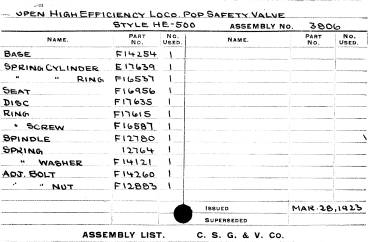 OPEN HIGH EFFICIENCY LOCO. POP SAFETY VALVE
STYLE HE-500 ASSEMBLY NO. 3806
NAME. PART NO. NO. USED. NAME. PART NO. NO. USED.
BASE F14254 1
SPRING CYLINDER E17639 1
" " RING F16537 1
SEAT F16956 1
DISC F17635 1
RING F17615 1
" SCREW F16587 1
SPINDLE F12780 1
SPRING 12764 1
" WASHER F14121 1
ADJ. BOLT F14260 1
" " NUT F12883 1
ISSUED MAR. 28, 1923
SUPERSEDED
ASSEMBLY LIST. C. S. G. & V. CO.